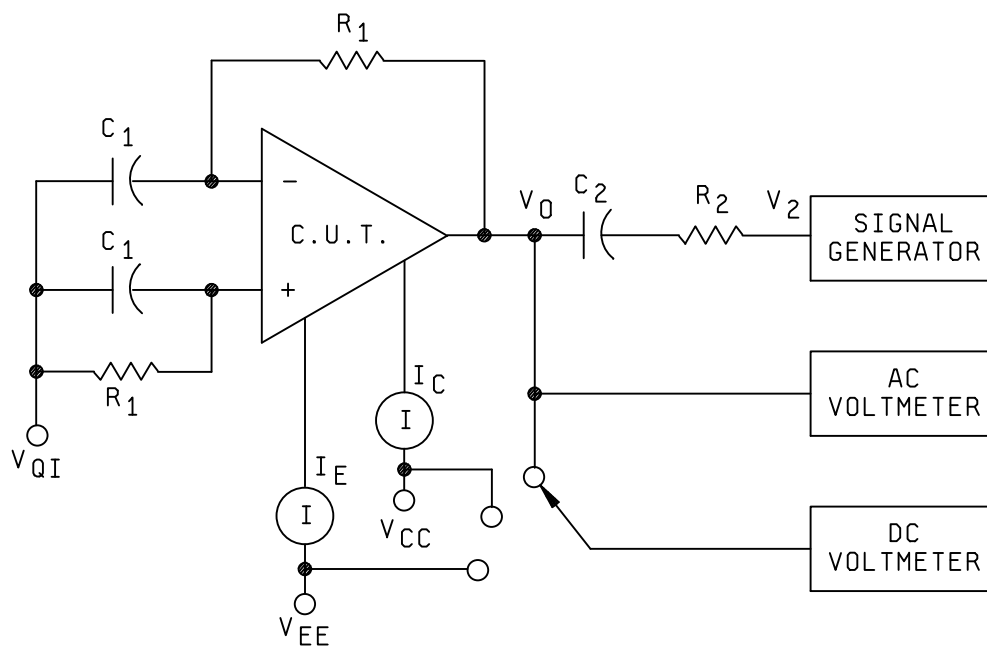 R1
C1
−
C1
C.U.T.
+
R1
VQI
VO
C2
R2
V2
SIGNAL
GENERATOR
AC
VOLTMETER
DC
VOLTMETER
IC
I
VCC
IE
I
VEE